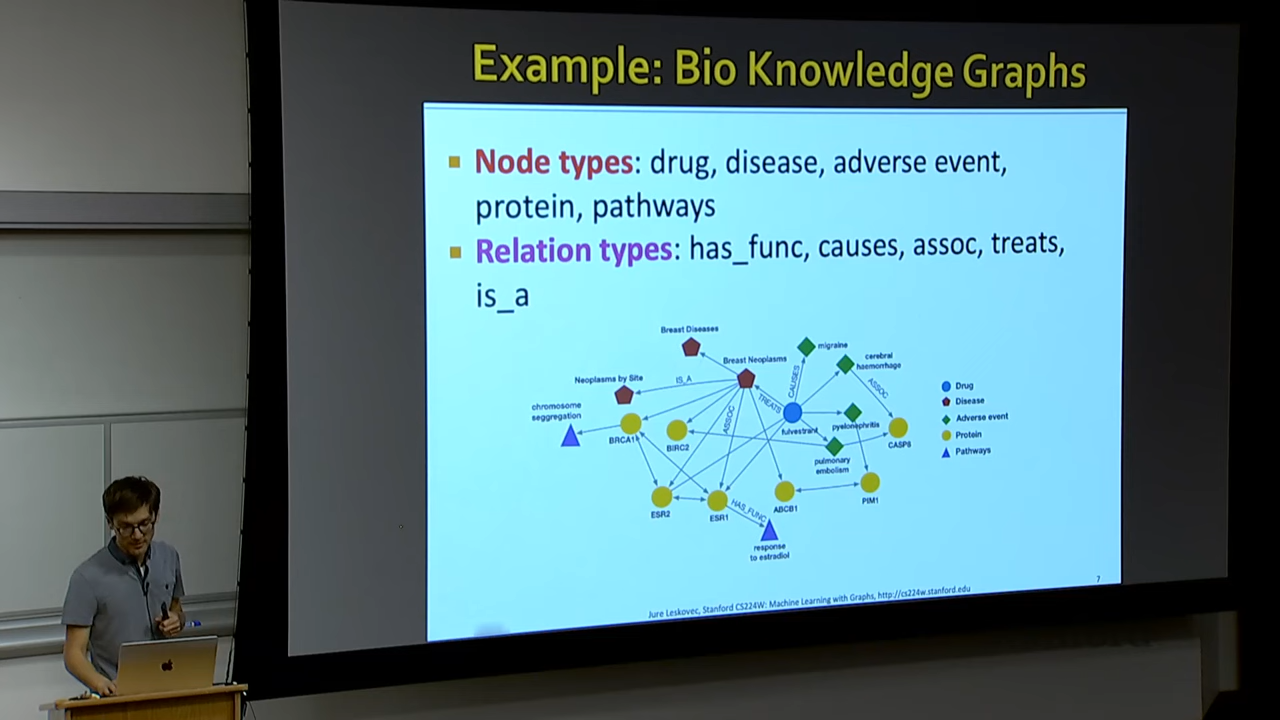 Example: Bio Knowledge Graphs
Node types: drug, disease, adverse event,
protein, pathways
Relation types: has_func, causes, assoc, treats,
is_a
Breast Diseases
migraine
Breast Neoplasms
cerebral
haemorrhage
Neoplasms by Site
IS_A
CAUSES
ASSOC
Drug
Disease
chromosome
seggregation
TREATS
ASSOC
fulvestrant
pyelonephritis
Adverse event
BRCA1
BIRC2
CASP8
Protein
pulmonary
embolism
Pathways
ESR2
ESR1
HAS_FUNC
ABCB1
PIM1
response
to estradiol
7
Jure Leskovec, Stanford CS224W: Machine Learning with Graphs, http://cs224w.stanford.edu